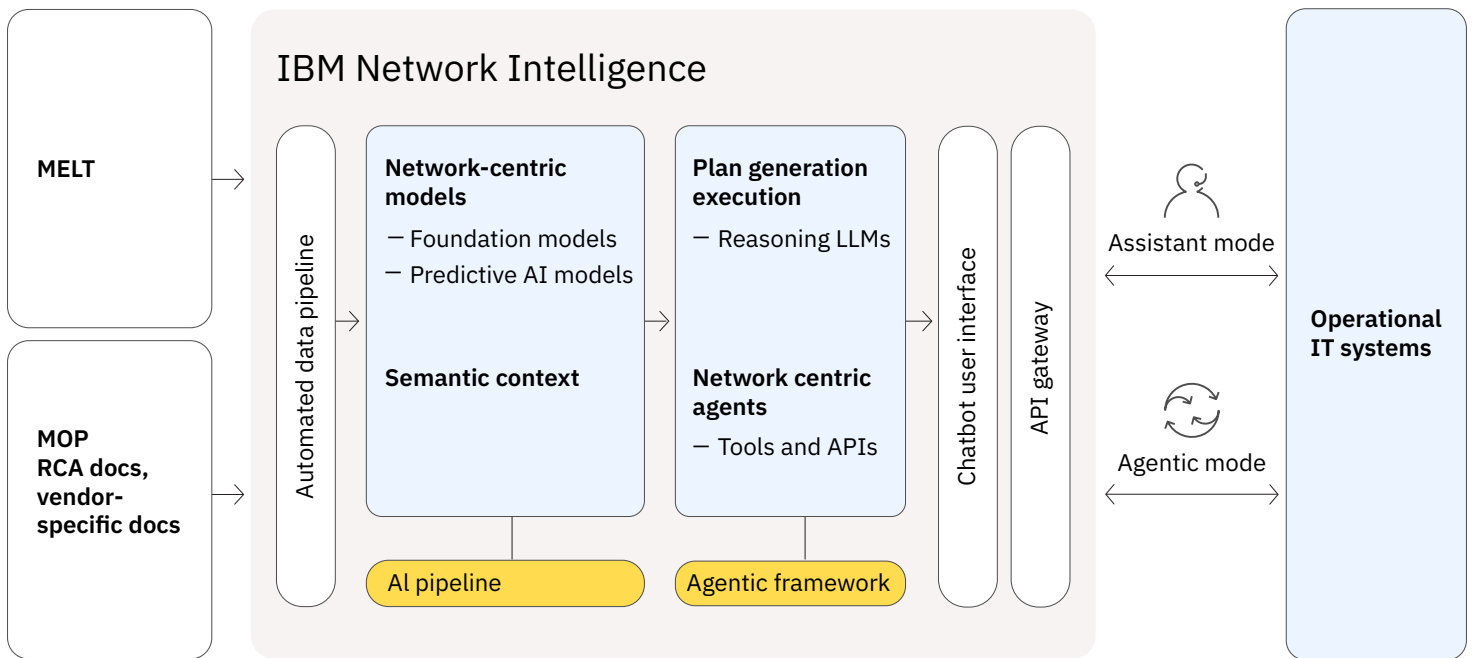 MELT
MOP
RCA docs,
vendor-
specific docs
IBM Network Intelligence
Automated data pipeline
Network-centric
models
– Foundation models
– Predictive AI models
Semantic context
AI pipeline
Plan generation
execution
– Reasoning LLMs
Network centric
agents
– Tools and APIs
Agentic framework
Chatbot user interface
API gateway
Assistant mode
Agentic mode
Operational
IT systems